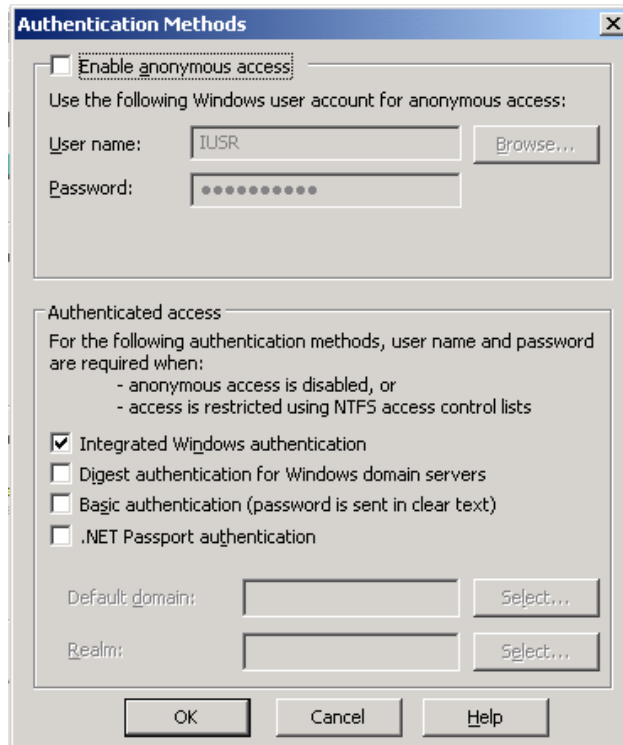 Authentication Methods
Enable anonymous access
Use the following Windows user account for anonymous access:
User name:
IUSR
Browse...
Password:
●●●●●●●●●●
Authenticated access
For the following authentication methods, user name and password
are required when:
- anonymous access is disabled, or
- access is restricted using NTFS access control lists
Integrated Windows authentication
Digest authentication for Windows domain servers
Basic authentication (password is sent in clear text)
.NET Passport authentication
Default domain:
Select...
Realm:
Select...
OK
Cancel
Help